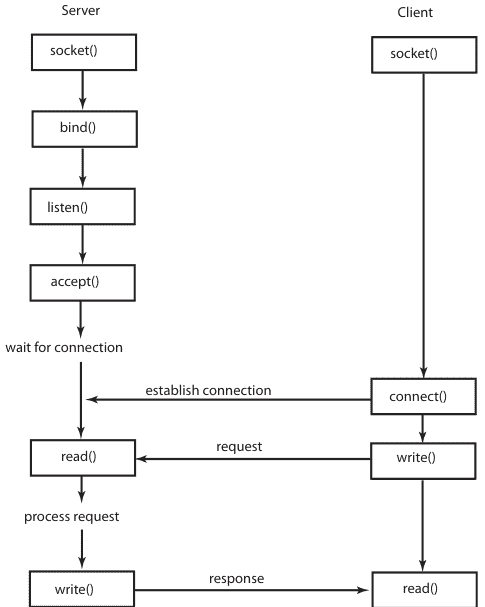 Server
Client
socket()
socket()
bind()
listen()
accept()
wait for connection
establish connection
connect()
read()
request
write()
process request
write()
response
read()